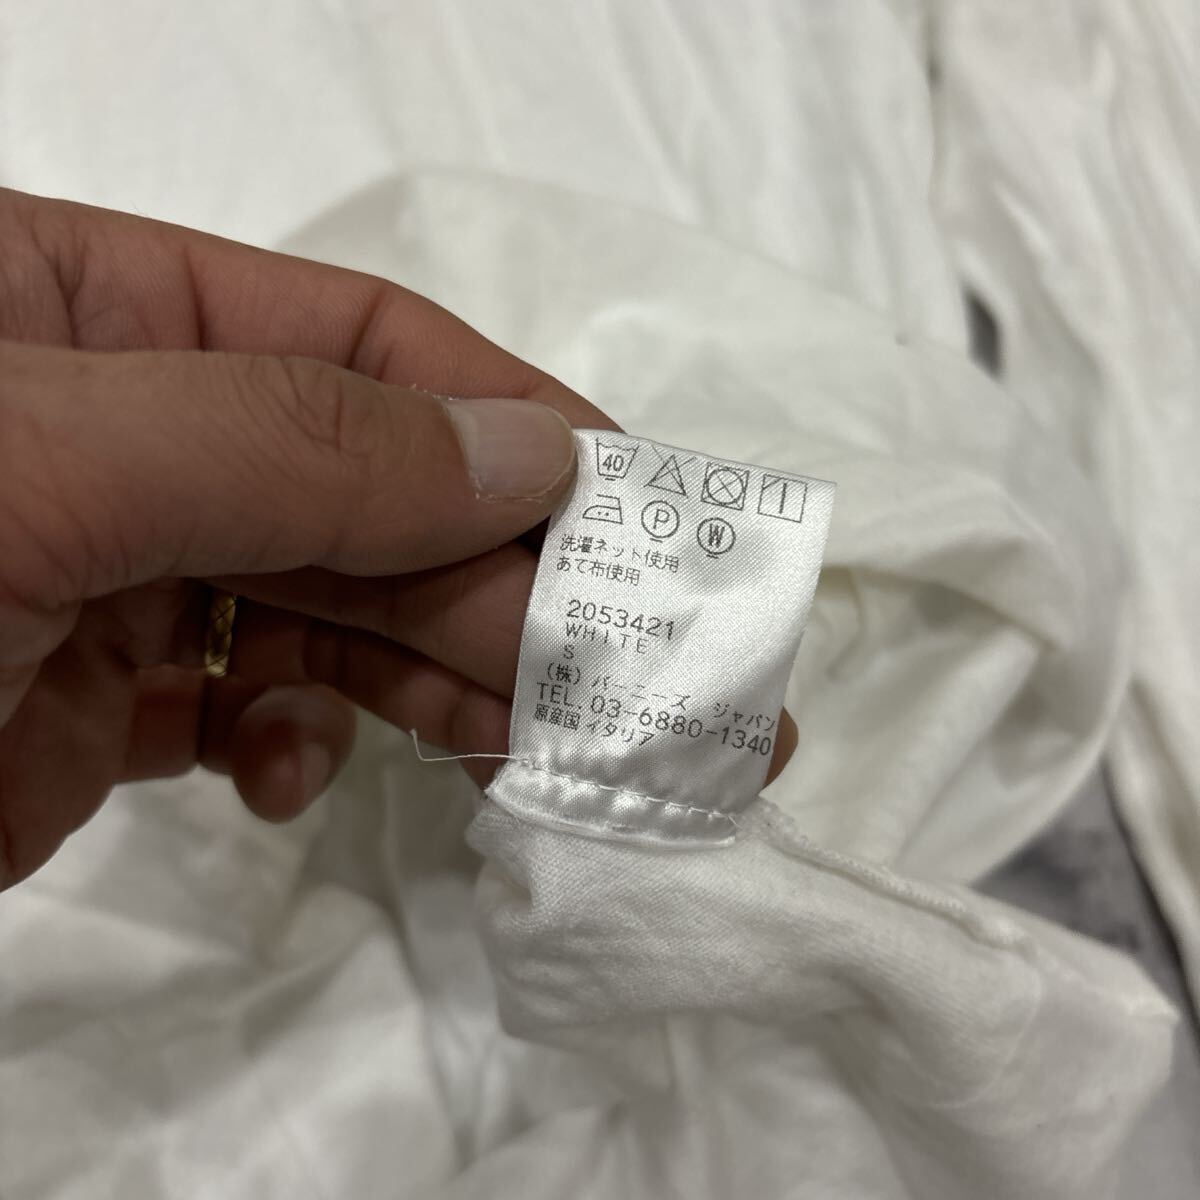 40
P W
洗濯ネット使用
あて布使用
2053421
WHITE
S
(株) バーニーズ ジャパン
TEL. 03-6880-1340
原産国 イタリア